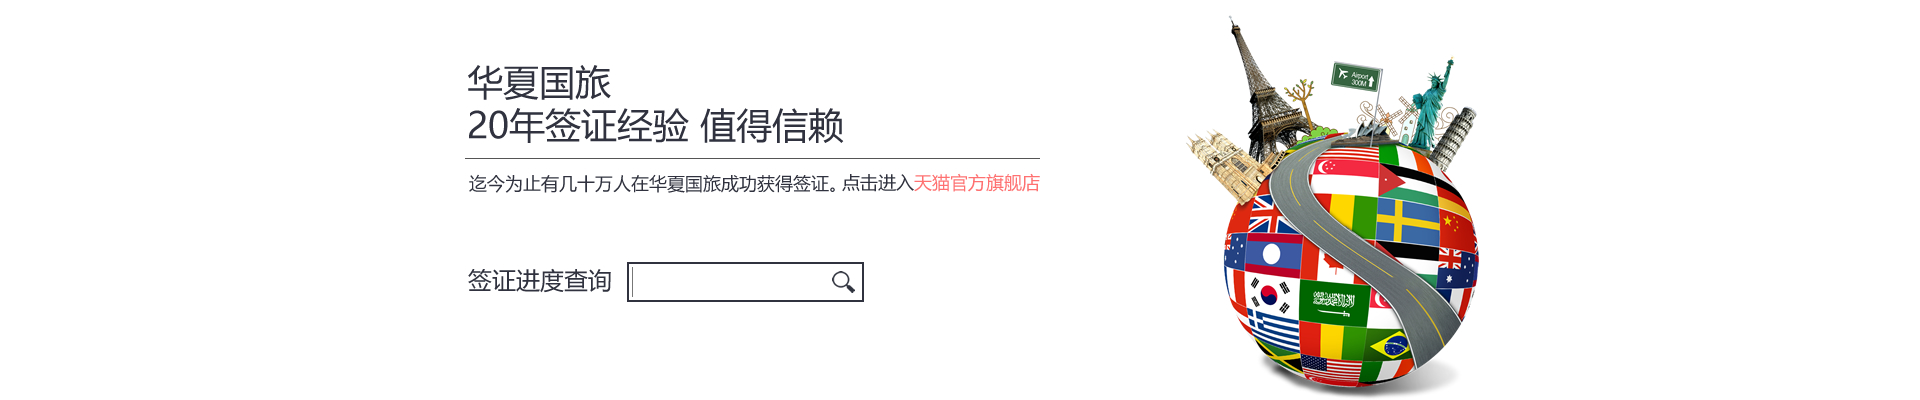 华夏国旅
20年签证经验 值得信赖
迄今为止有几十万人在华夏国旅成功获得签证。点击进入天猫官方旗舰店
签证进度查询
Airport
300M